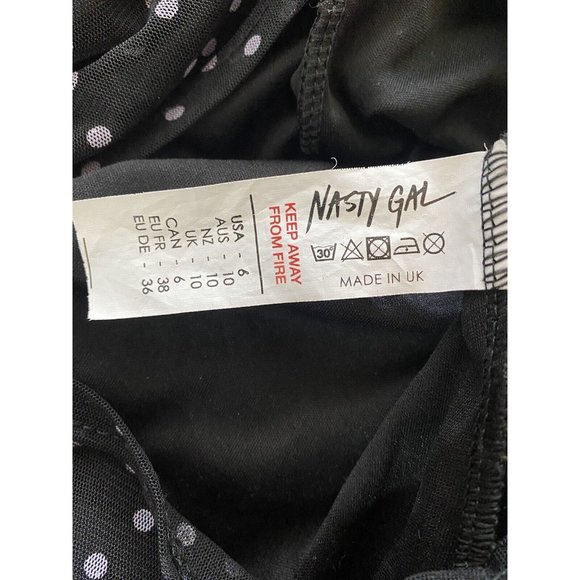 NASTY GAL
30°
MADE IN UK
KEEP AWAY
FROM FIRE
USA - 6
AUS - 10
NZ - 10
UK - 10
CAN - 6
EU FR - 38
EU DE - 36